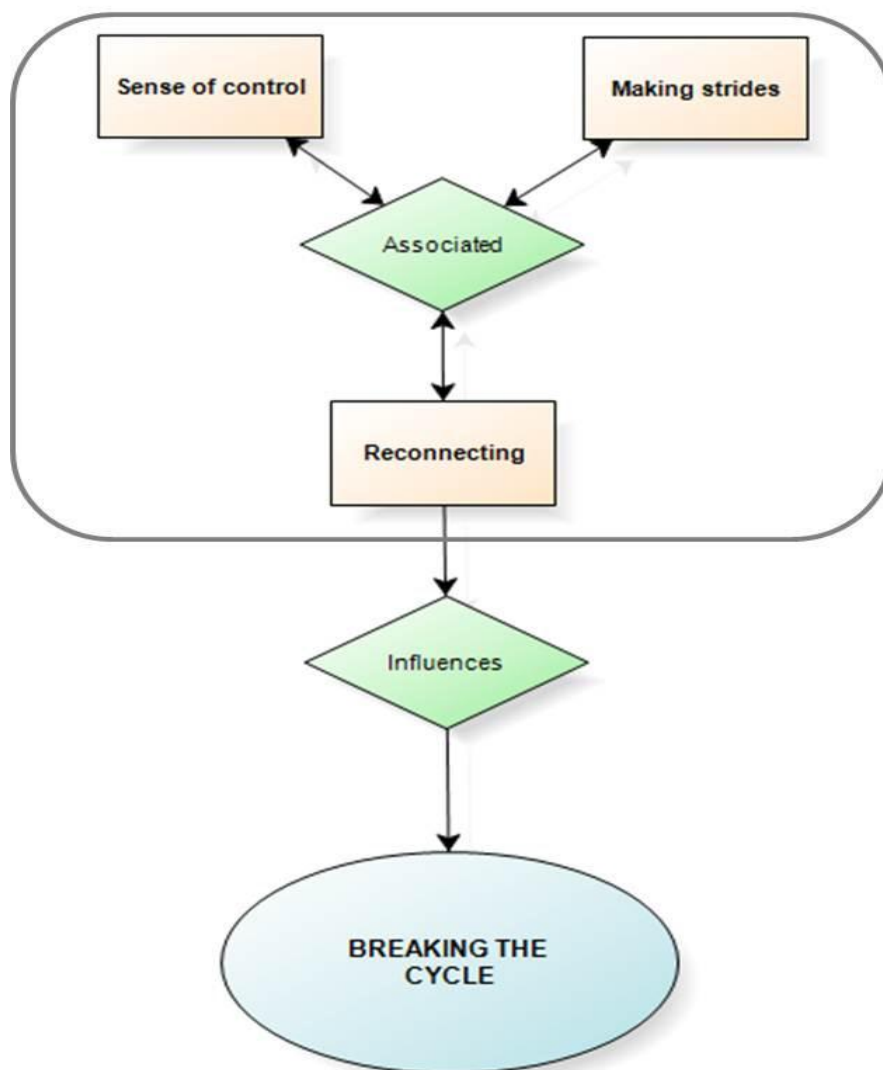 Sense of control
Making strides
Associated
Reconnecting
Influences
BREAKING THE
CYCLE